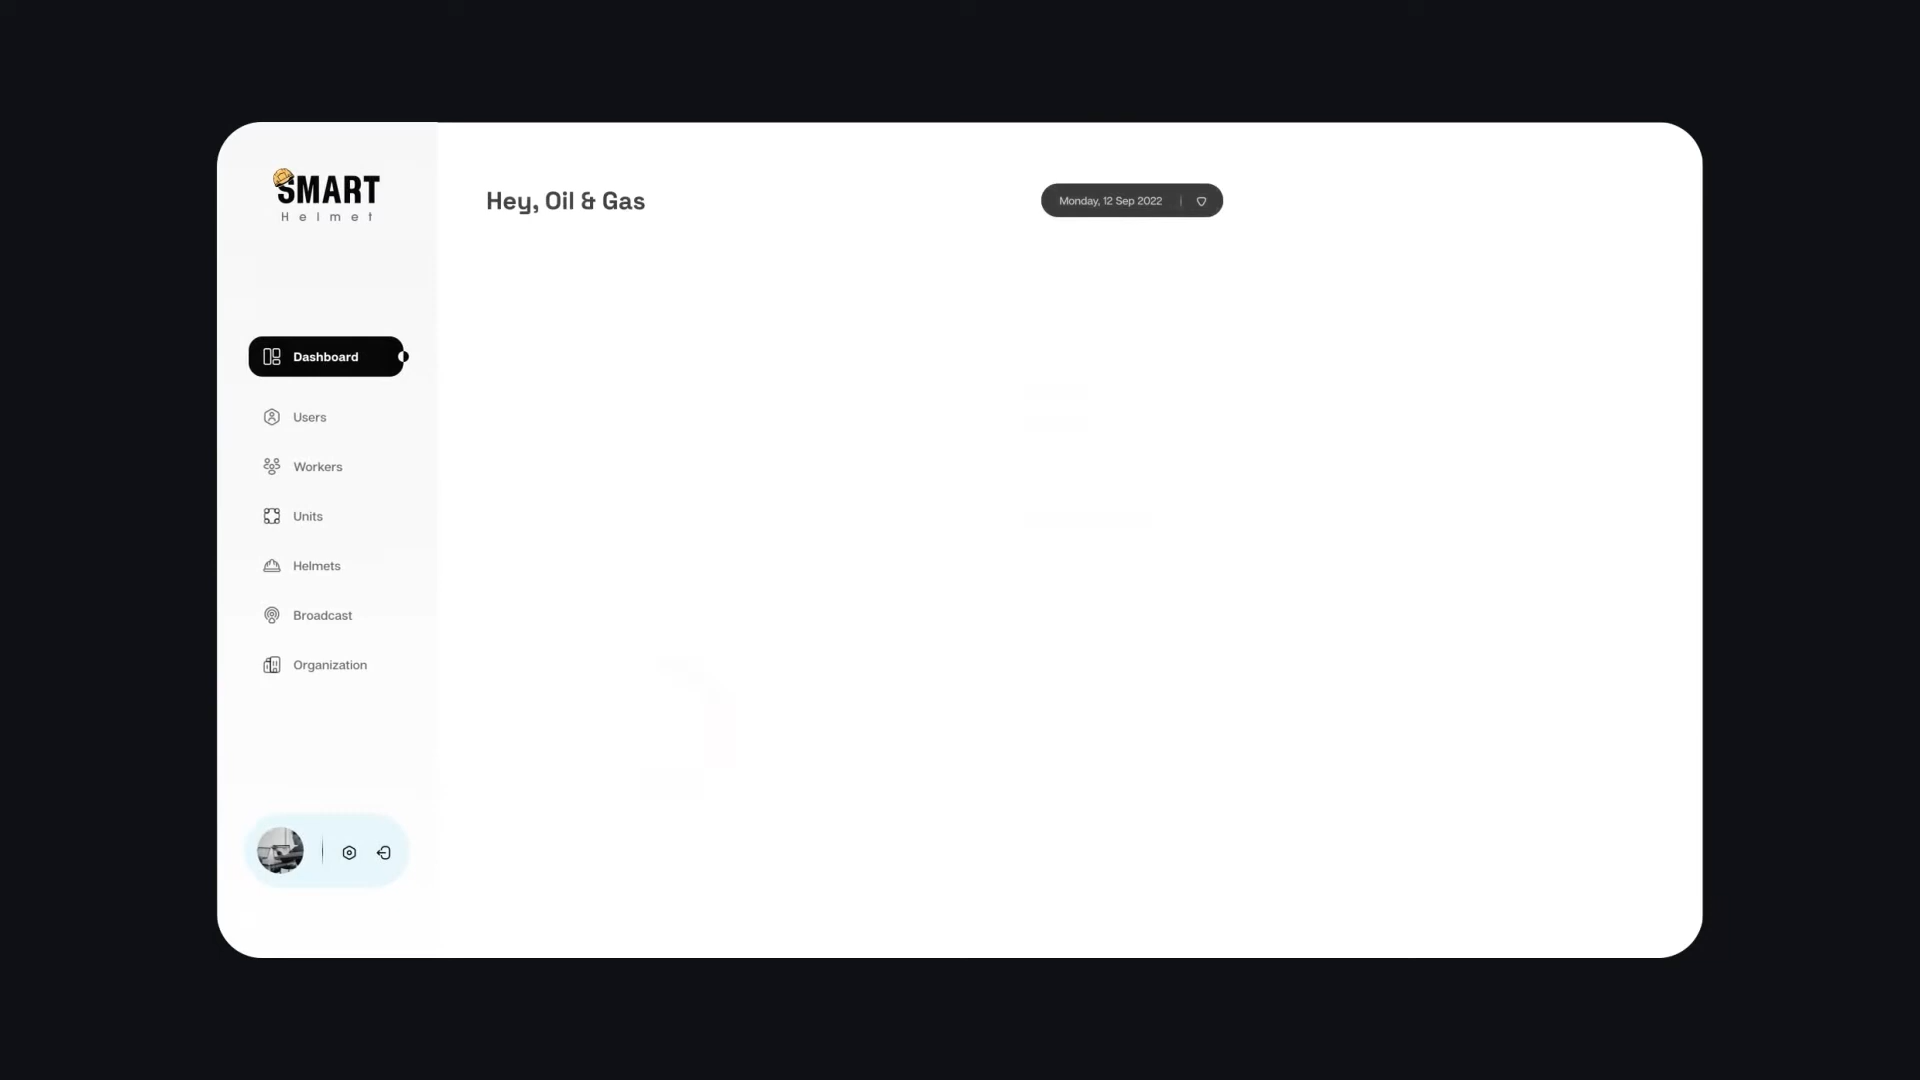 SMART
Helmet
Hey, Oil & Gas
Monday, 12 Sep 2022
Dashboard
Users
Workers
Units
Helmets
Broadcast
Organization